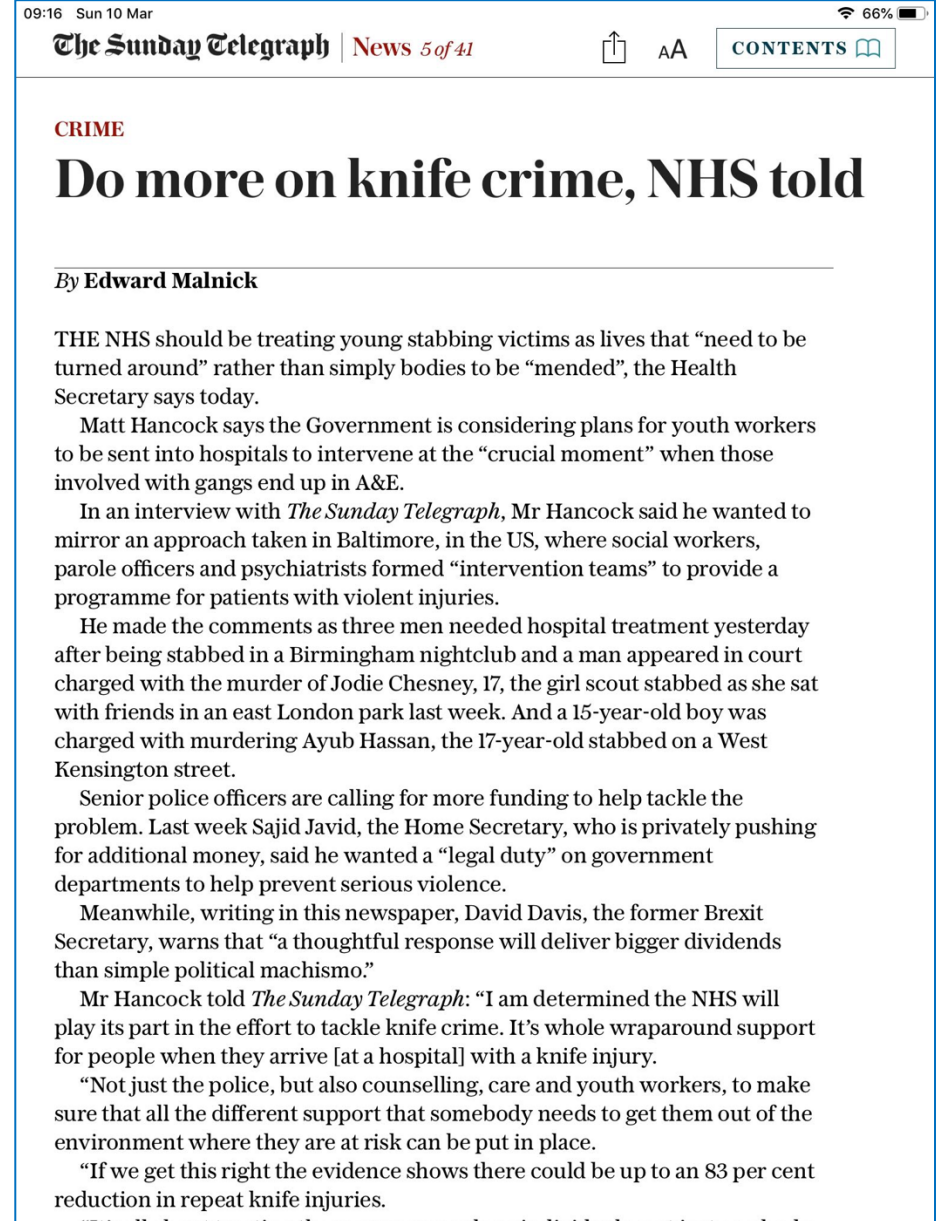 09:16 Sun 10 Mar 66%
The Sunday Telegraph | News 5 of 41 AA CONTENTS
CRIME
Do more on knife crime, NHS told
By Edward Malnick
THE NHS should be treating young stabbing victims as lives that “need to be
turned around” rather than simply bodies to be “mended”, the Health
Secretary says today.
Matt Hancock says the Government is considering plans for youth workers
to be sent into hospitals to intervene at the “crucial moment” when those
involved with gangs end up in A&E.
In an interview with The Sunday Telegraph, Mr Hancock said he wanted to
mirror an approach taken in Baltimore, in the US, where social workers,
parole officers and psychiatrists formed “intervention teams” to provide a
programme for patients with violent injuries.
He made the comments as three men needed hospital treatment yesterday
after being stabbed in a Birmingham nightclub and a man appeared in court
charged with the murder of Jodie Chesney, 17, the girl scout stabbed as she sat
with friends in an east London park last week. And a 15-year-old boy was
charged with murdering Ayub Hassan, the 17-year-old stabbed on a West
Kensington street.
Senior police officers are calling for more funding to help tackle the
problem. Last week Sajid Javid, the Home Secretary, who is privately pushing
for additional money, said he wanted a “legal duty” on government
departments to help prevent serious violence.
Meanwhile, writing in this newspaper, David Davis, the former Brexit
Secretary, warns that “a thoughtful response will deliver bigger dividends
than simple political machismo.”
Mr Hancock told The Sunday Telegraph: “I am determined the NHS will
play its part in the effort to tackle knife crime. It’s whole wraparound support
for people when they arrive [at a hospital] with a knife injury.
“Not just the police, but also counselling, care and youth workers, to make
sure that all the different support that somebody needs to get them out of the
environment where they are at risk can be put in place.
“If we get this right the evidence shows there could be up to an 83 per cent
reduction in repeat knife injuries.